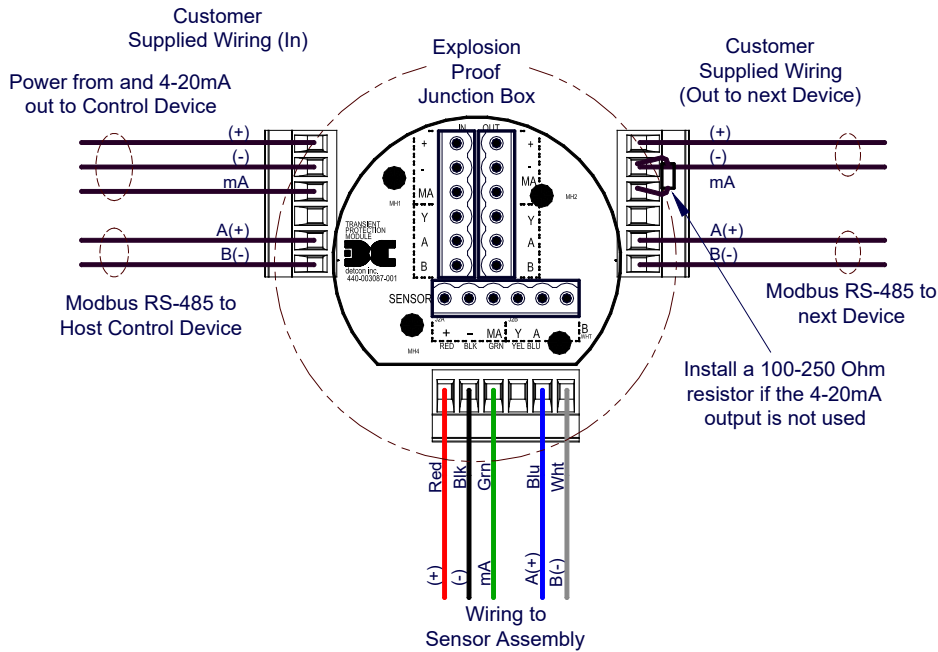 Customer
Supplied Wiring (In)
Power from and 4-20mA
out to Control Device
Explosion
Proof
Junction Box
Customer
Supplied Wiring
(Out to next Device)
(+)
(-)
mA
A(+)
B(-)
Modbus RS-485 to
Host Control Device
IN OUT
+ +
- -
MA MA
Y Y
A A
B B
MH1
MH2
TRANSIENT
PROTECTION
MODULE
detcon inc.
440-003087-001
SENSOR
J2A J2B
+ - MA Y A B
RED BLK GRN YEL BLU WHT
MH4
(+)
(-)
mA
A(+)
B(-)
Modbus RS-485 to
next Device
Install a 100-250 Ohm
resistor if the 4-20mA
output is not used
Red
Blk
Grn
Blu
Wht
(+)
(-)
mA
A(+)
B(-)
Wiring to
Sensor Assembly